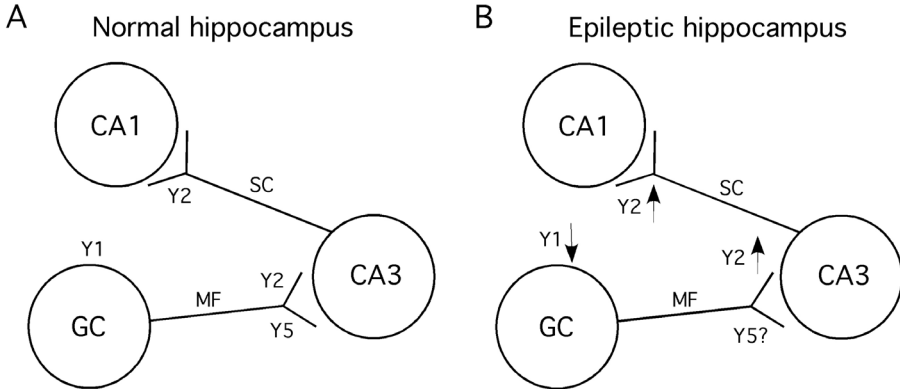 A
Normal hippocampus
CA1
SC
Y2
Y1
Y2
CA3
MF
GC
Y5
B
Epileptic hippocampus
CA1
SC
Y2
Y1
Y2
CA3
MF
GC
Y5?